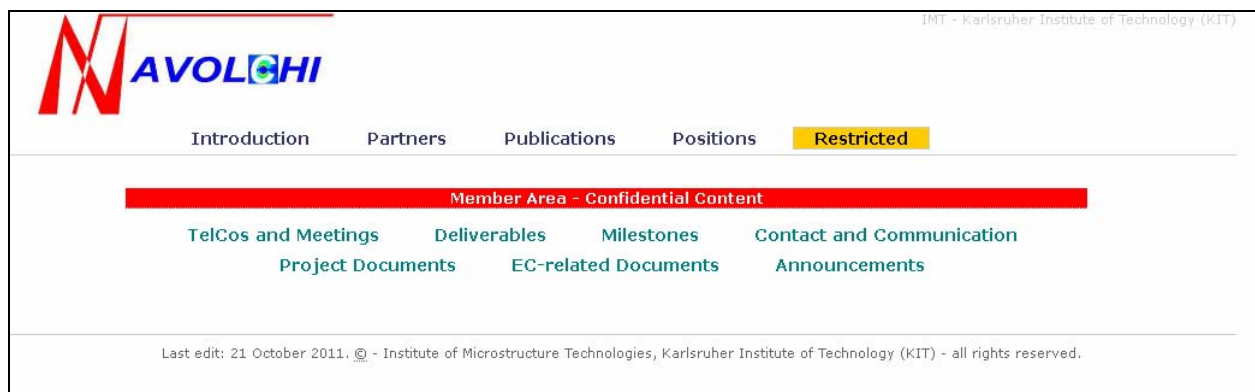 IMT - Karlsruher Institute of Technology (KIT)
NAVOLCHI
Introduction Partners Publications Positions Restricted
Member Area - Confidential Content
TelCos and Meetings Deliverables Milestones Contact and Communication
Project Documents EC-related Documents Announcements
Last edit: 21 October 2011. © - Institute of Microstructure Technologies, Karlsruher Institute of Technology (KIT) - all rights reserved.